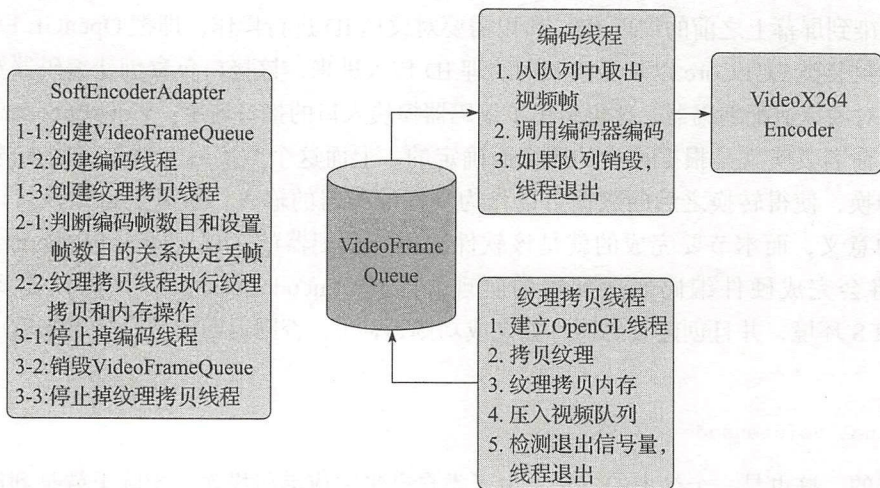 SoftEncoderAdapter
1-1:创建VideoFrameQueue
1-2:创建编码线程
1-3:创建纹理拷贝线程
2-1:判断编码帧数目和设置
帧数目的关系决定丢帧
2-2:纹理拷贝线程执行纹理
拷贝和内存操作
3-1:停止掉编码线程
3-2:销毁VideoFrameQueue
3-3:停止掉纹理拷贝线程
VideoFrame
Queue
编码线程
1. 从队列中取出
视频帧
2. 调用编码器编码
3. 如果队列销毁，
线程退出
VideoX264
Encoder
纹理拷贝线程
1. 建立OpenGL线程
2. 拷贝纹理
3. 纹理拷贝内存
4. 压入视频队列
5. 检测退出信号量，
线程退出